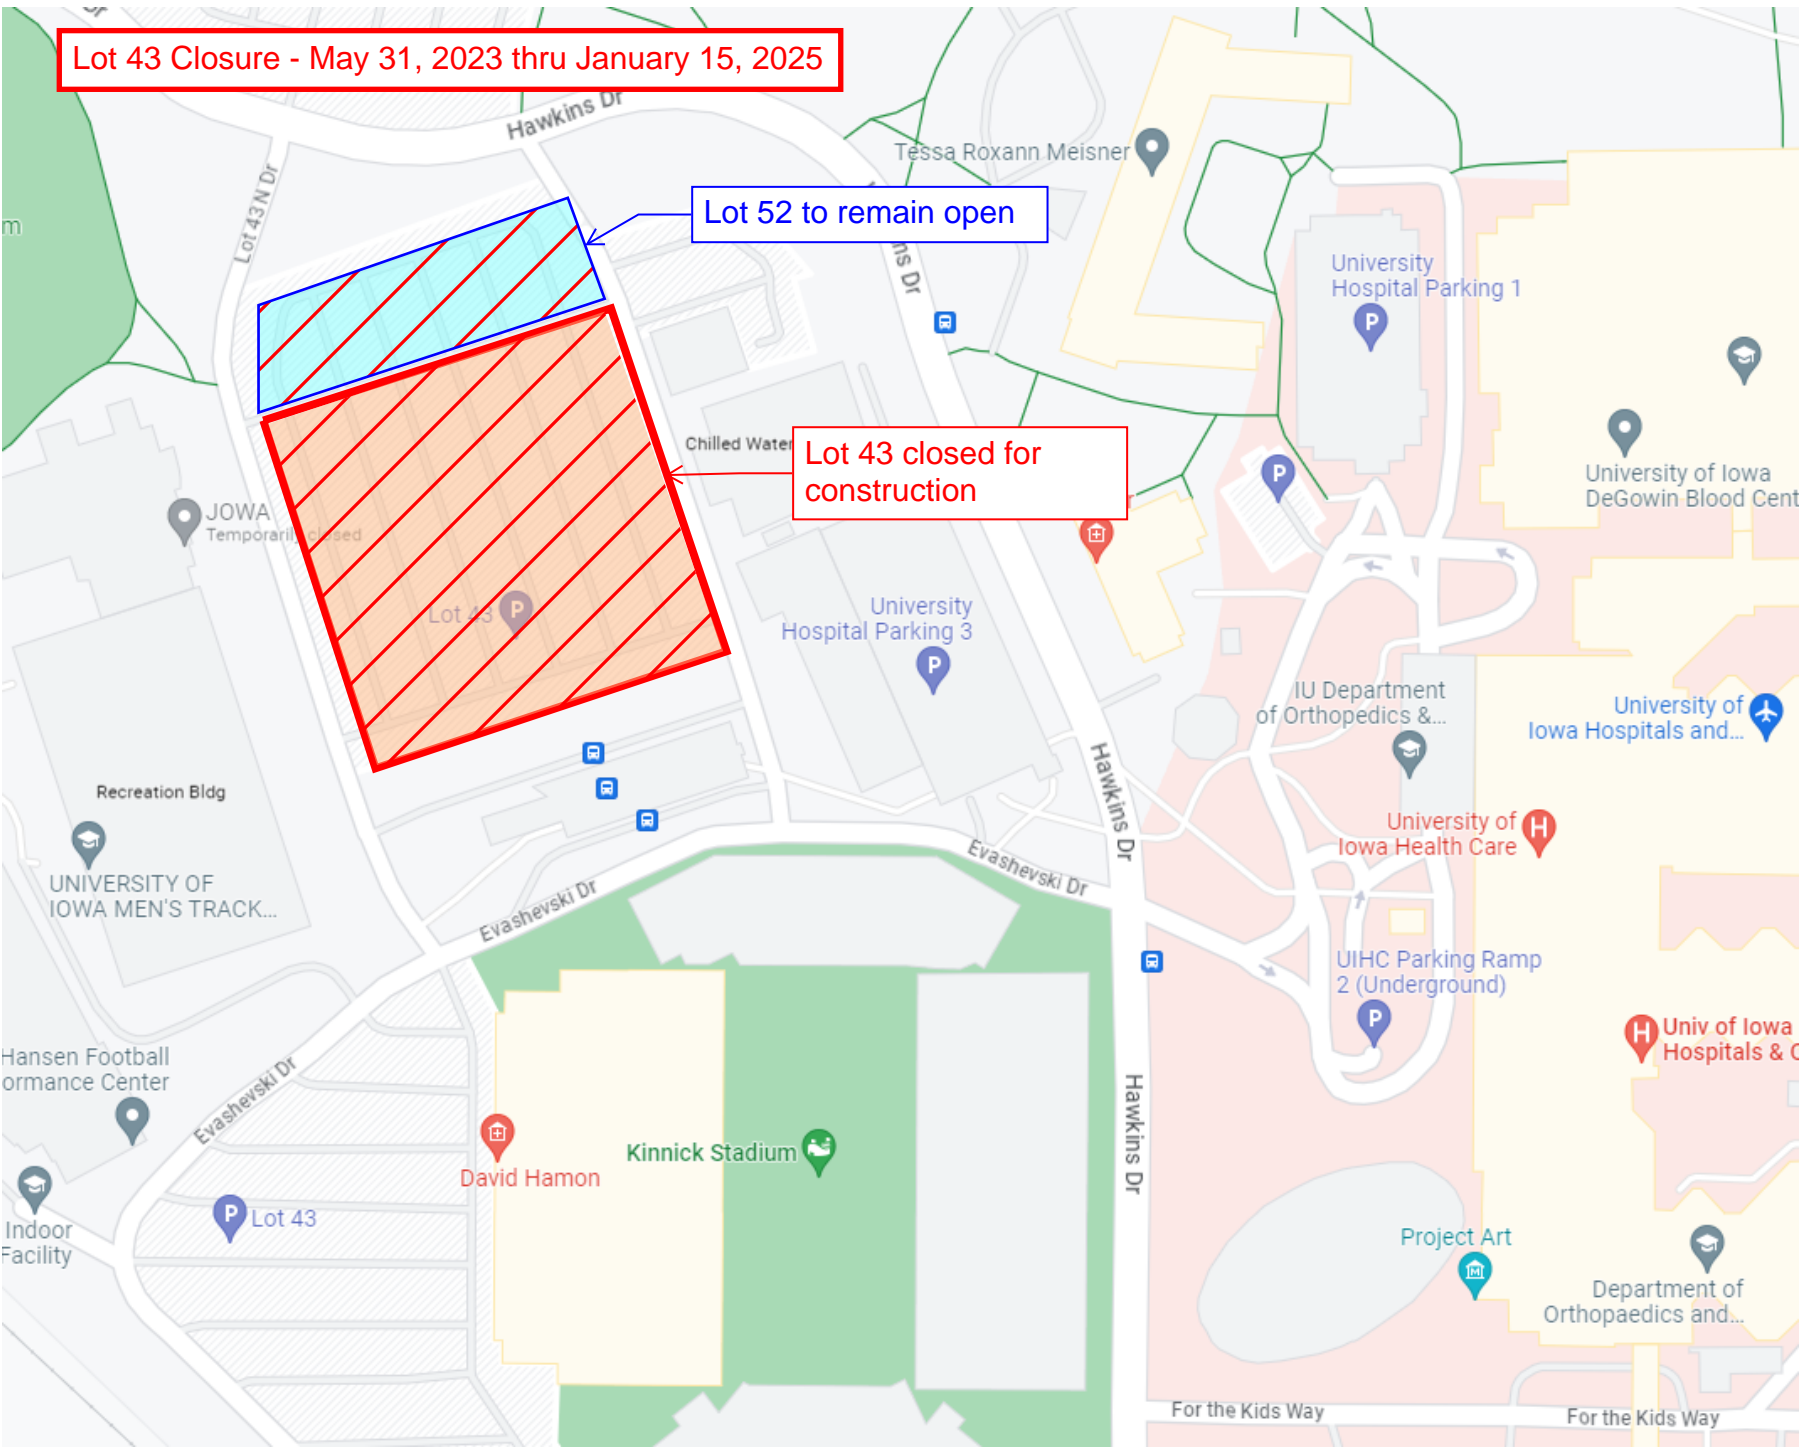 Dr
Lot 43 Closure - May 31, 2023 thru January 15, 2025
Hawkins Dr
Tessa Roxann Meisner
Lot 43 N Dr
Lot 52 to remain open
m
ns Dr
University
Hospital Parking 1
P
Chilled Water
Lot 43 closed for
construction
P
University of Iowa
DeGowin Blood Cent
JOWA
Temporarily closed
Lot 43
P
University
Hospital Parking 3
P
IU Department
of Orthopedics &...
University of
Iowa Hospitals and...
Hawkins Dr
Recreation Bldg
University of
Iowa Health Care
H
UNIVERSITY OF
IOWA MEN'S TRACK...
Evashevski Dr
Evashevski Dr
UIHC Parking Ramp
2 (Underground)
P
Univ of Iowa
Hospitals & C
H
Hansen Football
ormance Center
Evashevski Dr
Hawkins Dr
Kinnick Stadium
David Hamon
P
Lot 43
Indoor
Facility
Project Art
M
Department of
Orthopaedics and...
For the Kids Way
For the Kids Way